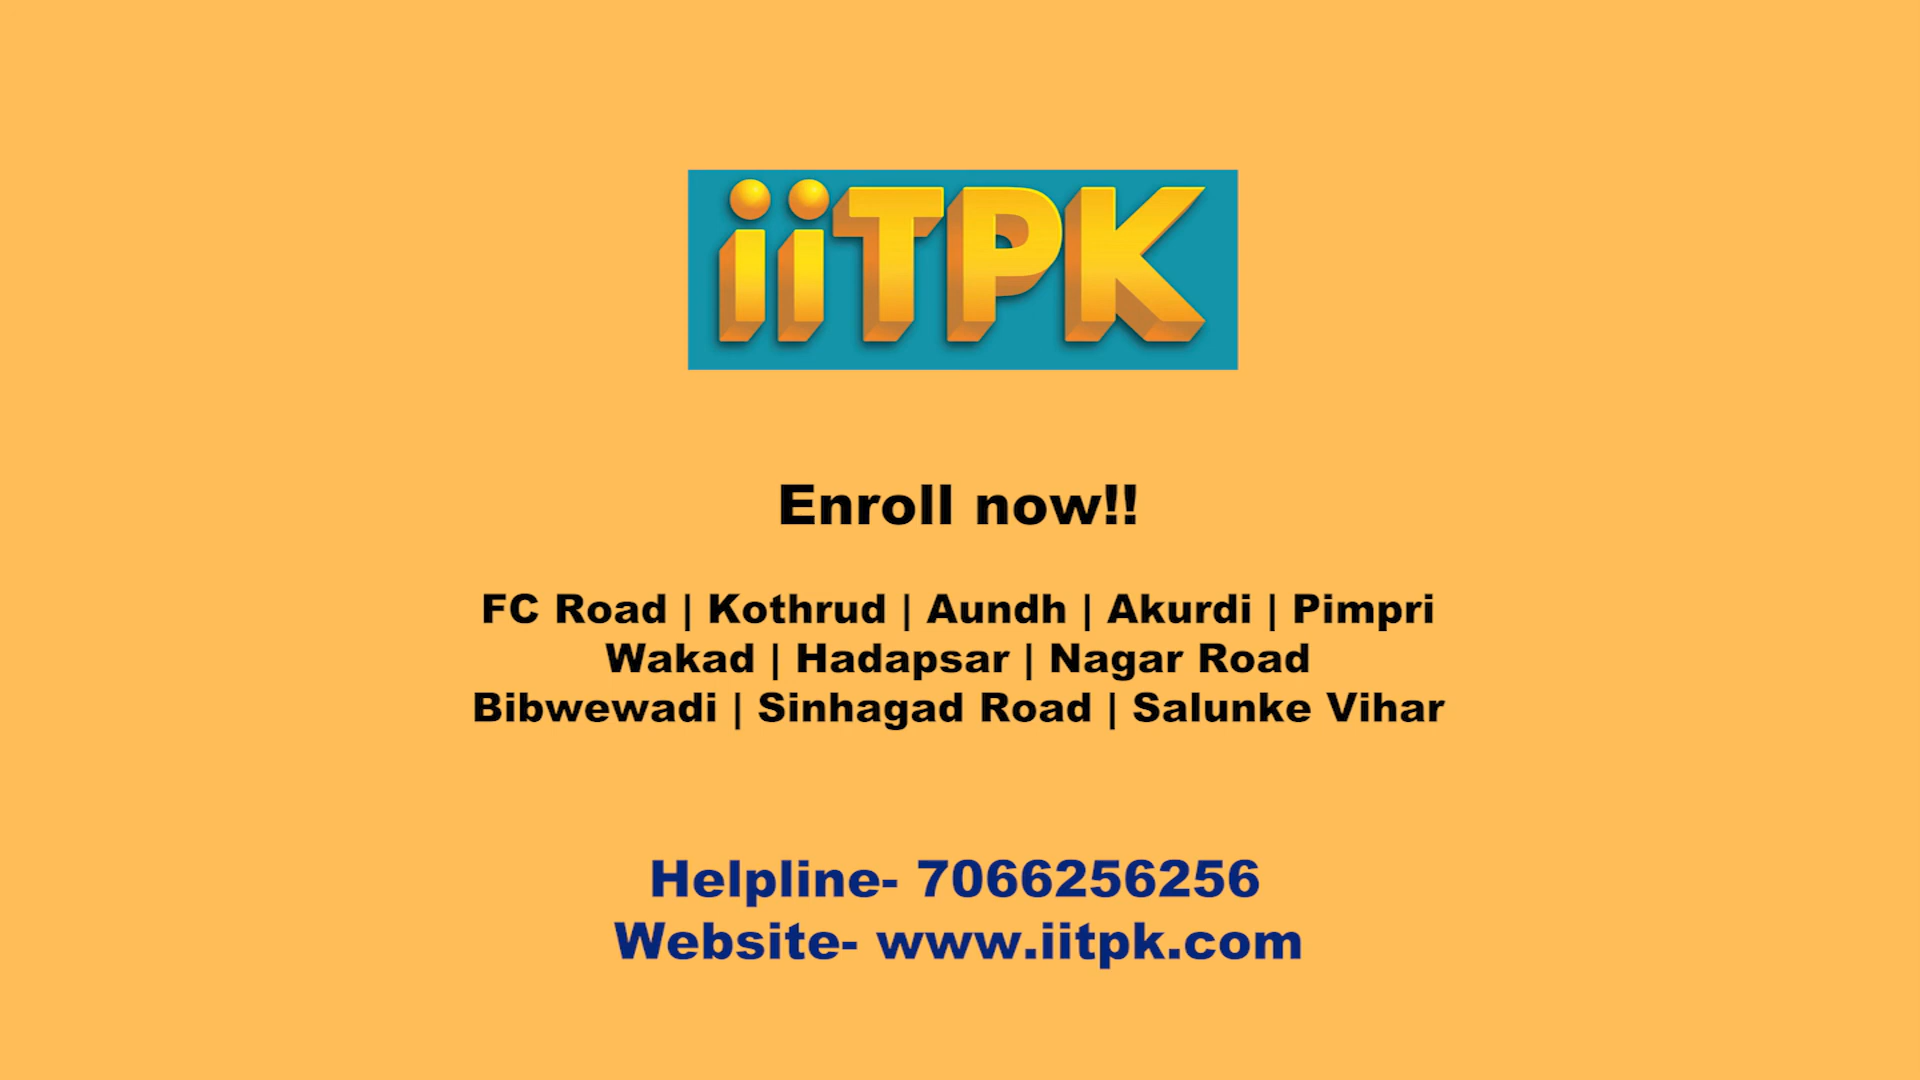 iiTPK
Enroll now!!
FC Road | Kothrud | Aundh | Akurdi | Pimpri
Wakad | Hadapsar | Nagar Road
Bibwewadi | Sinhagad Road | Salunke Vihar
Helpline- 7066256256
Website- www.iitpk.com